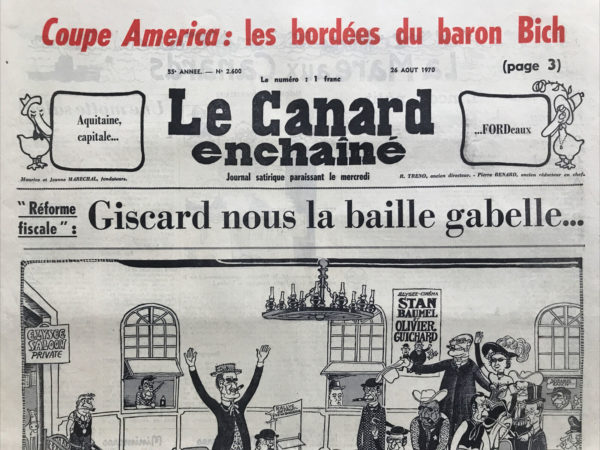 Coupe America : les bordées du baron Bich
(page 3)
55e ANNEE. — N° 2.600
26 AOUT 1970
Le numéro : 1 franc
Aquitaine,
capitale...
Le Canard
enchaîné
...FORDeaux
Maurice et Jeanne MARECHAL, fondateurs.
Journal satirique paraissant le mercredi
R. TRENO, ancien directeur. - Pierre BENARD, ancien rédacteur en chef.
"Réforme
fiscale" :
Giscard nous la baille gabelle...
ELYSEE
SALOON
PRIVATE
ELYSEE-CINÉMA
STAN
BAUMEL
ET
OLIVIER
GUICHARD